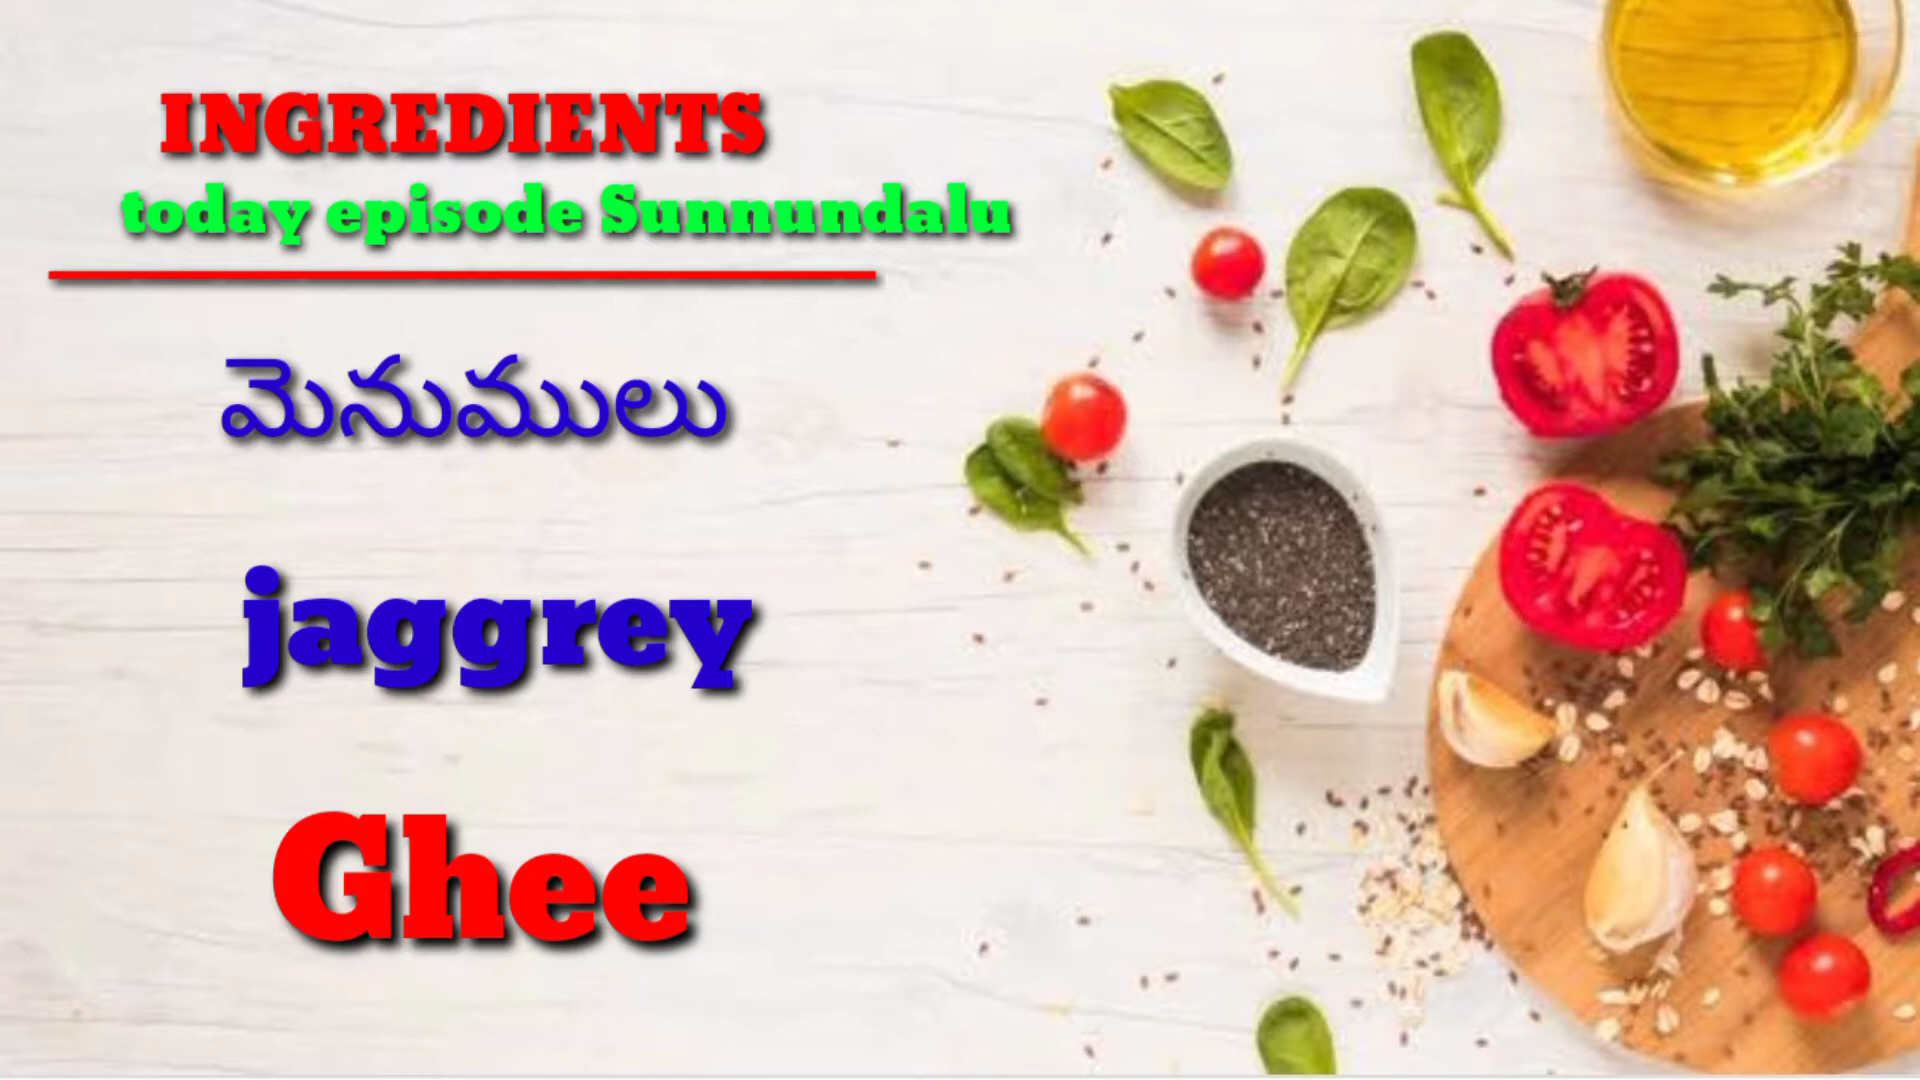 INGREDIENTS
today episode Sunnundalu
మెనుములు
jaggrey
Ghee